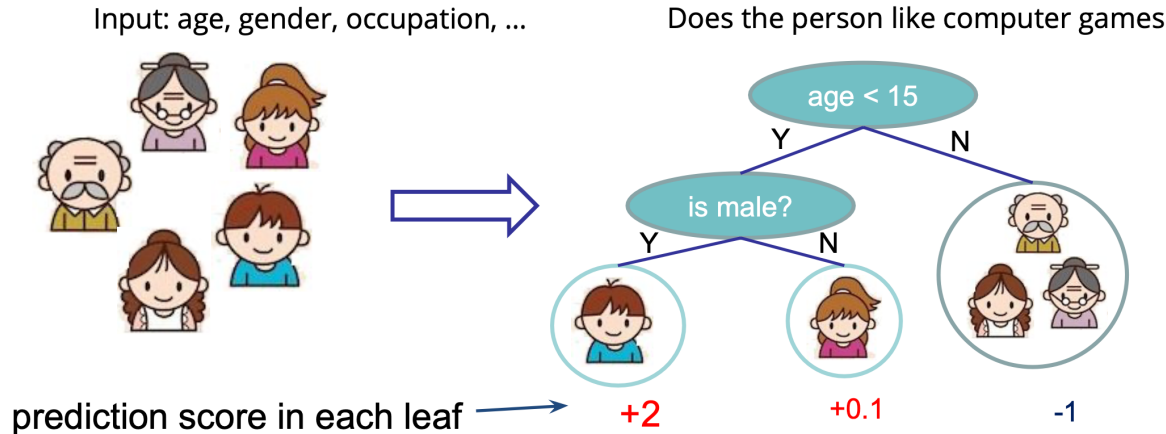 Input: age, gender, occupation, ...
Does the person like computer games
age < 15
Y
N
is male?
Y
N
prediction score in each leaf
+2
+0.1
-1